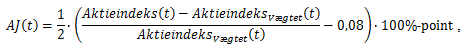 AJ(t) = 1/2 · ( (Aktieindeks(t) − Aktieindeks_Vægtet(t)) / Aktieindeks_Vægtet(t) − 0,08 ) · 100%-point ,